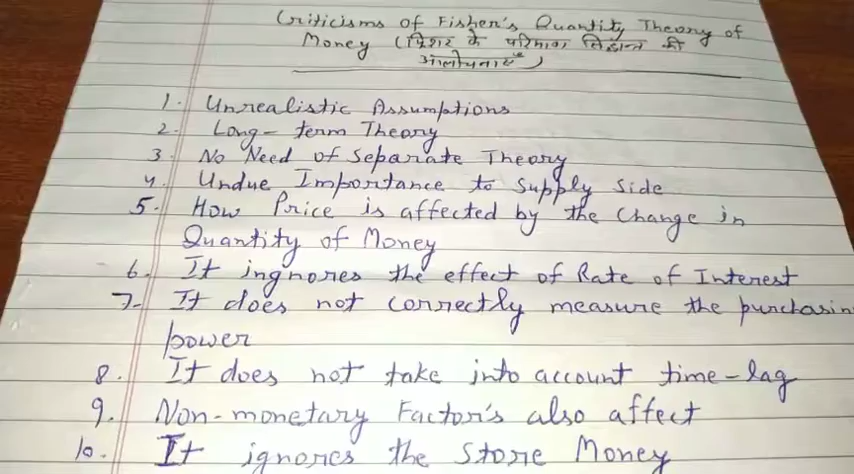 Criticisms of Fisher's Quantity Theory of
Money (फिशर के परिमाण सिद्धान्त की
आलोचनाएँ)
1. Unrealistic Assumptions
2. Long-term Theory
3. No Need of Separate Theory
4. Undue Importance to Supply Side
5. How Price is affected by the Change in
Quantity of Money
6. It ingnores the effect of Rate of Interest
7. It does not correctly measure the purchasin
power
8. It does not take into account time-lag
9. Non-monetary Factor's also affect
10. It ignores the Store Money